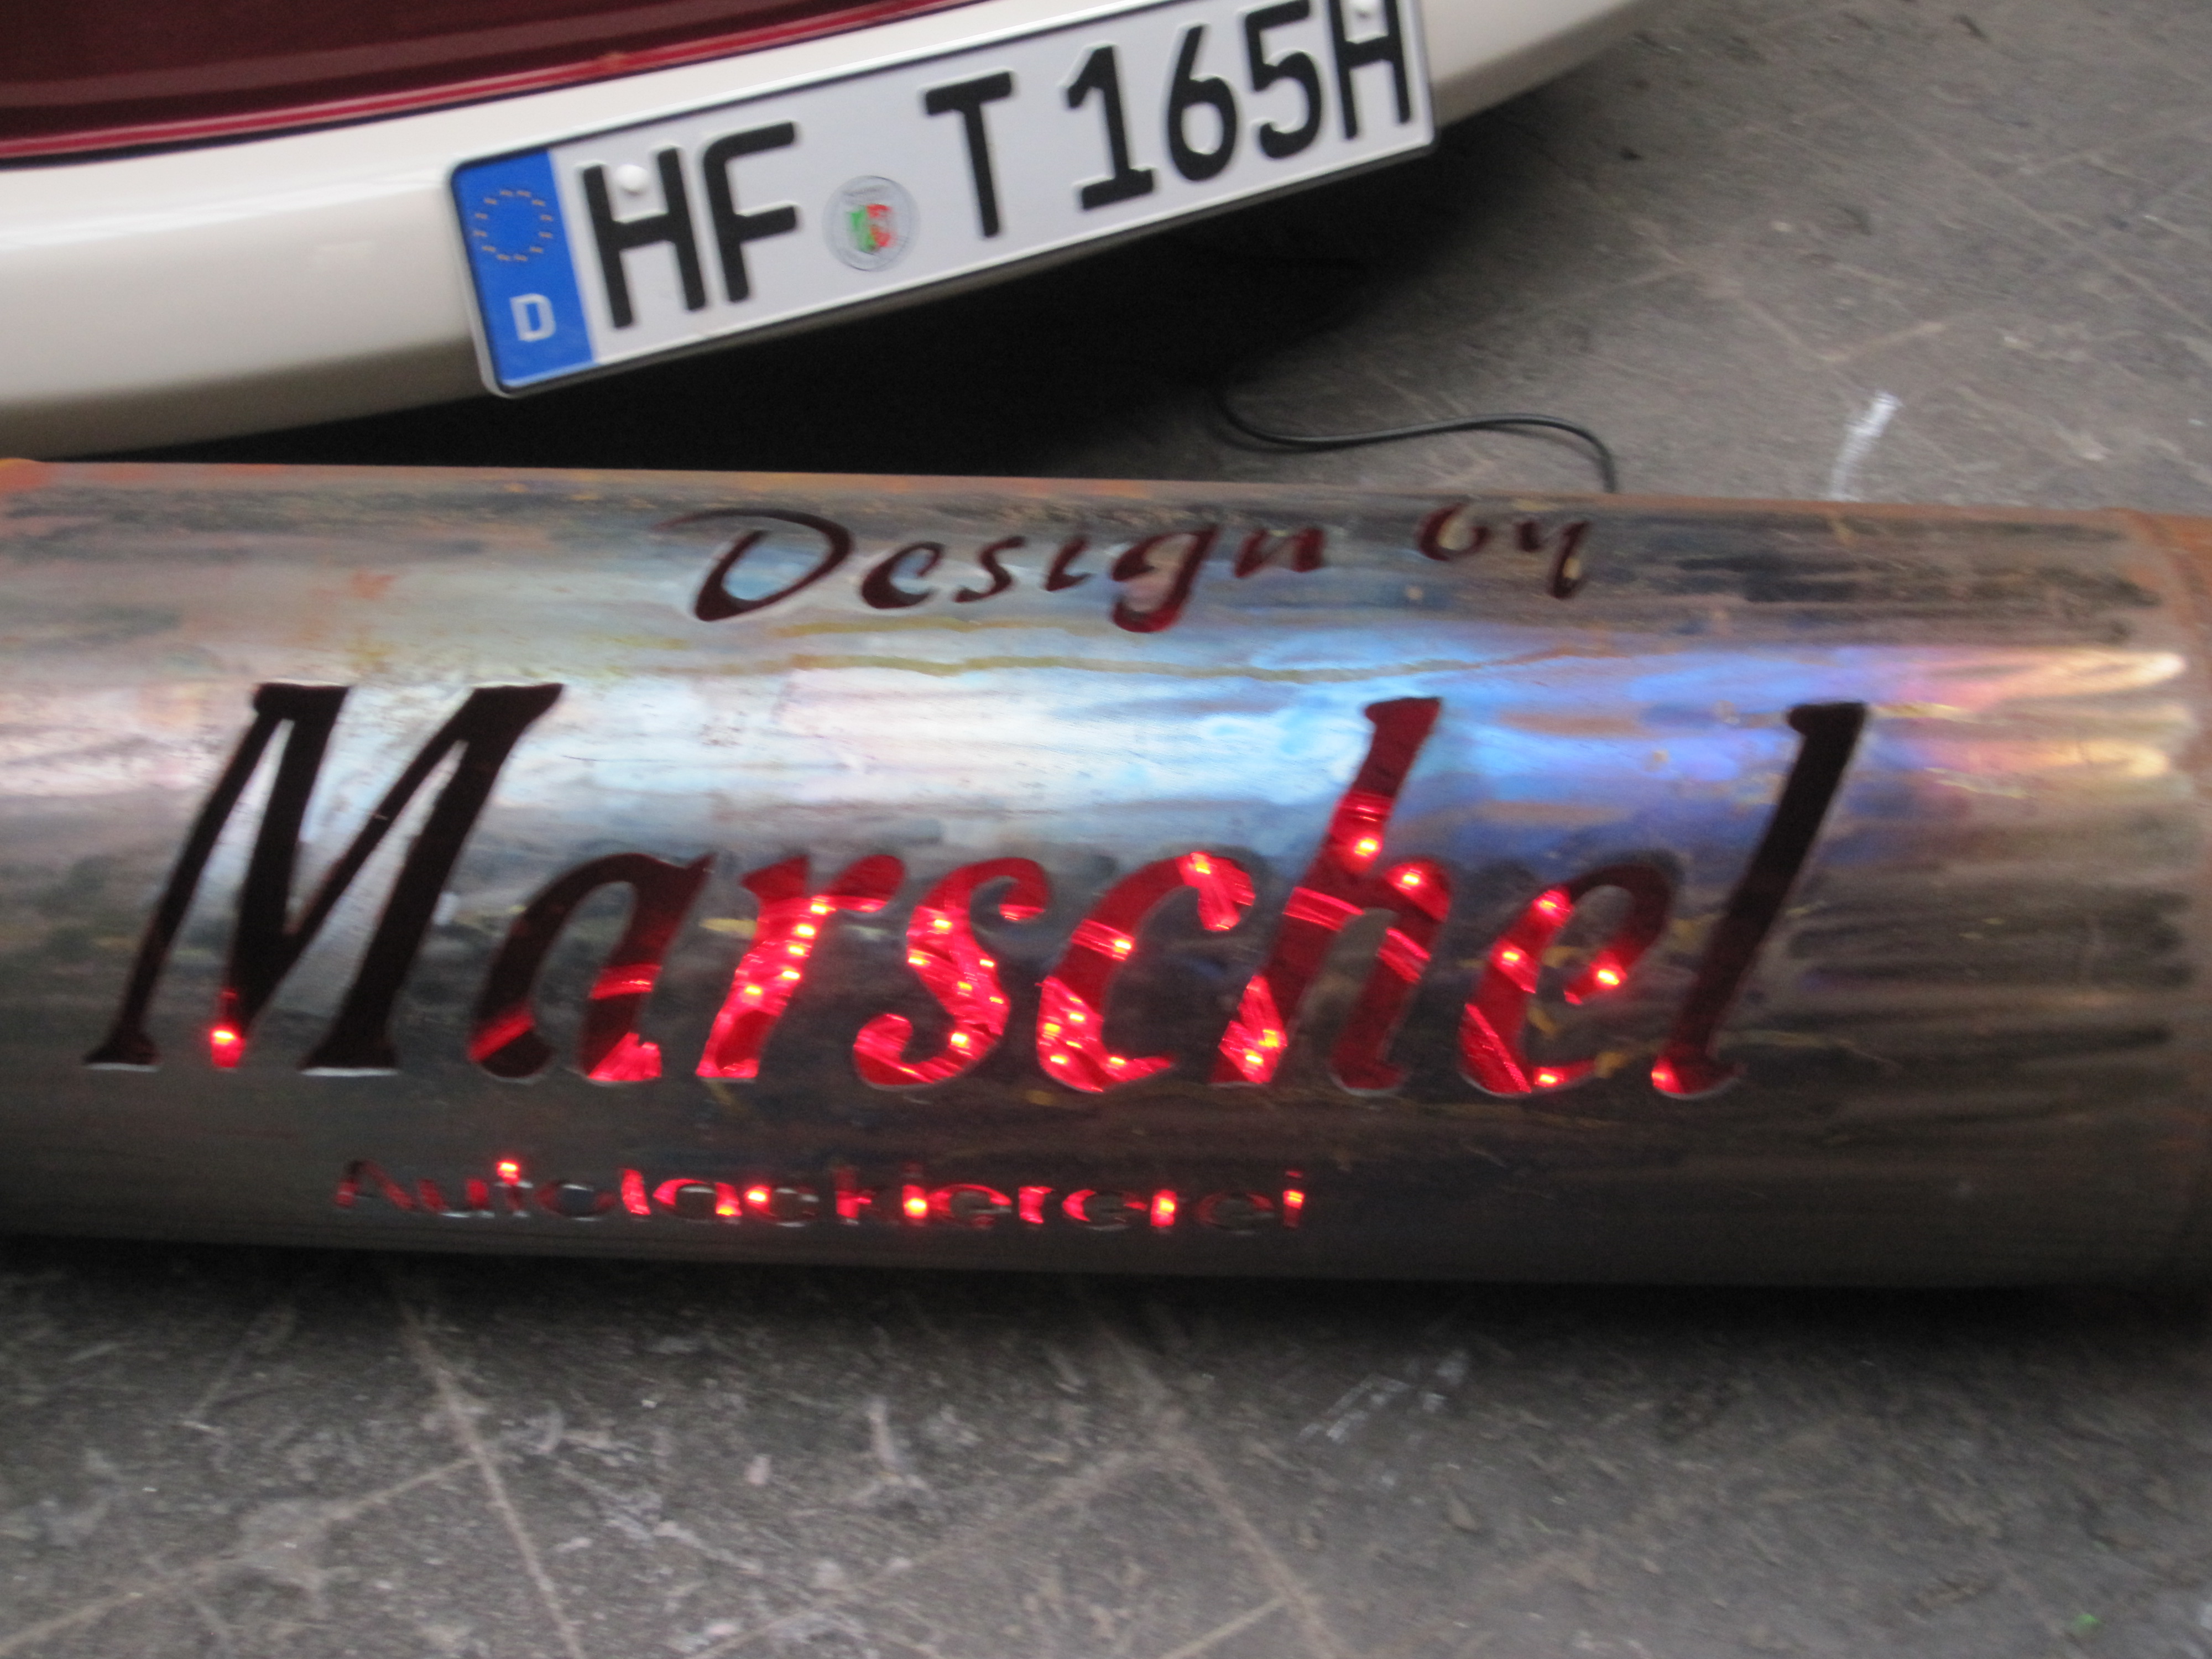 D HF T 165H
Design by
Marschel
Autolackiererei